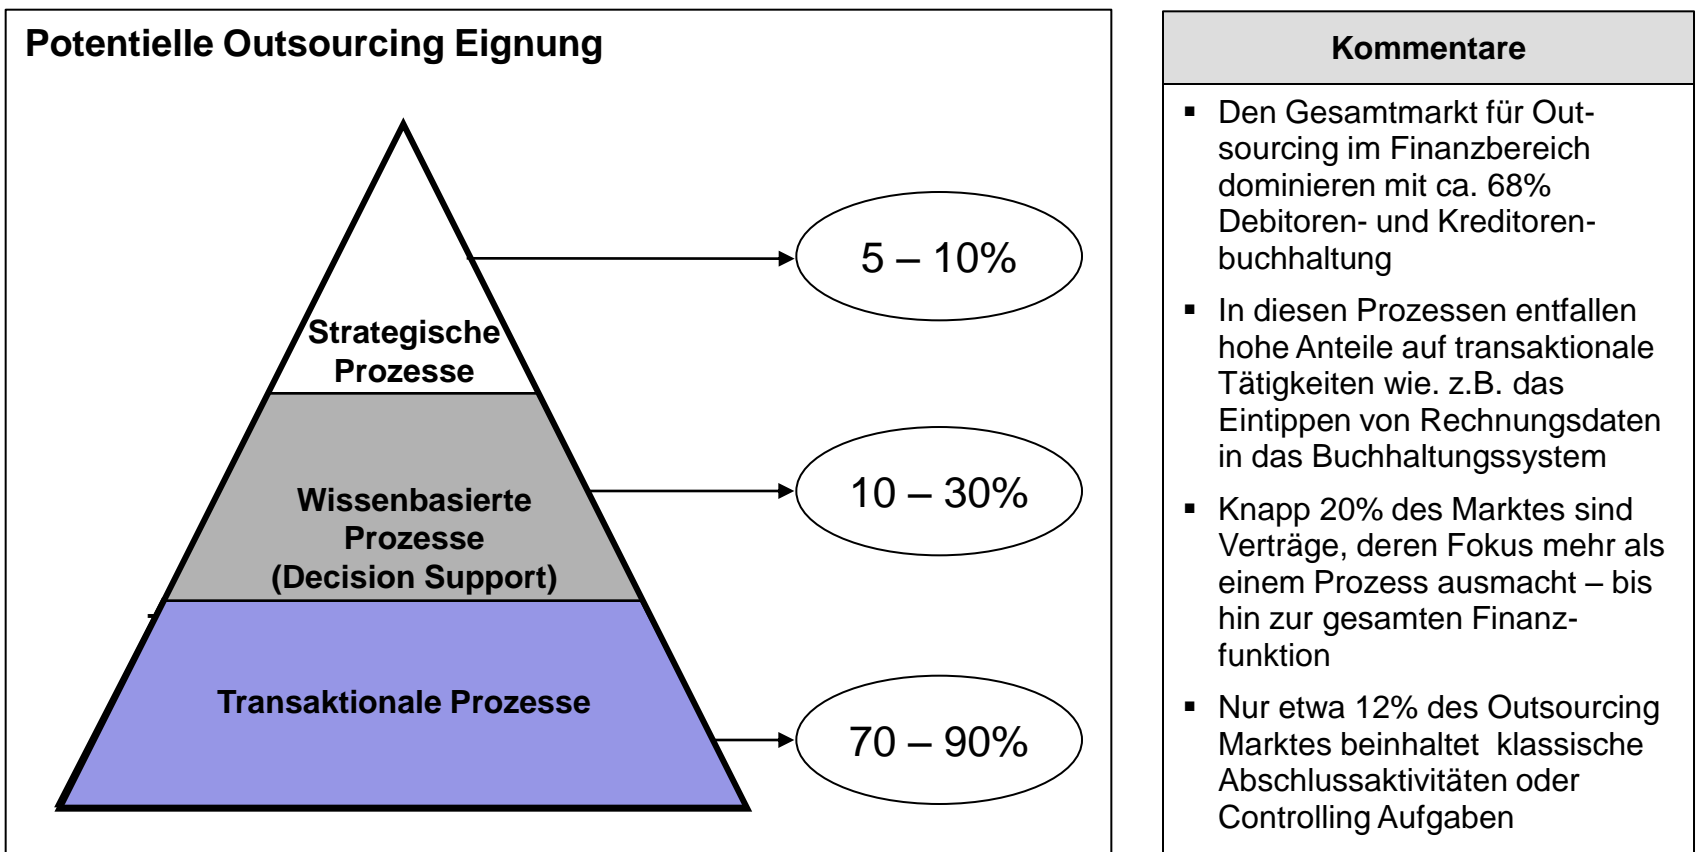 Potentielle Outsourcing Eignung
Strategische
Prozesse
Wissenbasierte
Prozesse
(Decision Support)
Transaktionale Prozesse
5 – 10%
10 – 30%
70 – 90%
Kommentare
▪ Den Gesamtmarkt für Out-
sourcing im Finanzbereich
dominieren mit ca. 68%
Debitoren- und Kreditoren-
buchhaltung
▪ In diesen Prozessen entfallen
hohe Anteile auf transaktionale
Tätigkeiten wie. z.B. das
Eintippen von Rechnungsdaten
in das Buchhaltungssystem
▪ Knapp 20% des Marktes sind
Verträge, deren Fokus mehr als
einem Prozess ausmacht – bis
hin zur gesamten Finanz-
funktion
▪ Nur etwa 12% des Outsourcing
Marktes beinhaltet  klassische
Abschlussaktivitäten oder
Controlling Aufgaben